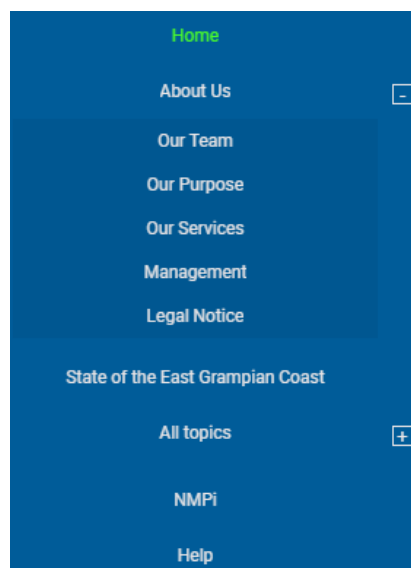 Home
About Us
-
Our Team
Our Purpose
Our Services
Management
Legal Notice
State of the East Grampian Coast
All topics
+
NMPi
Help